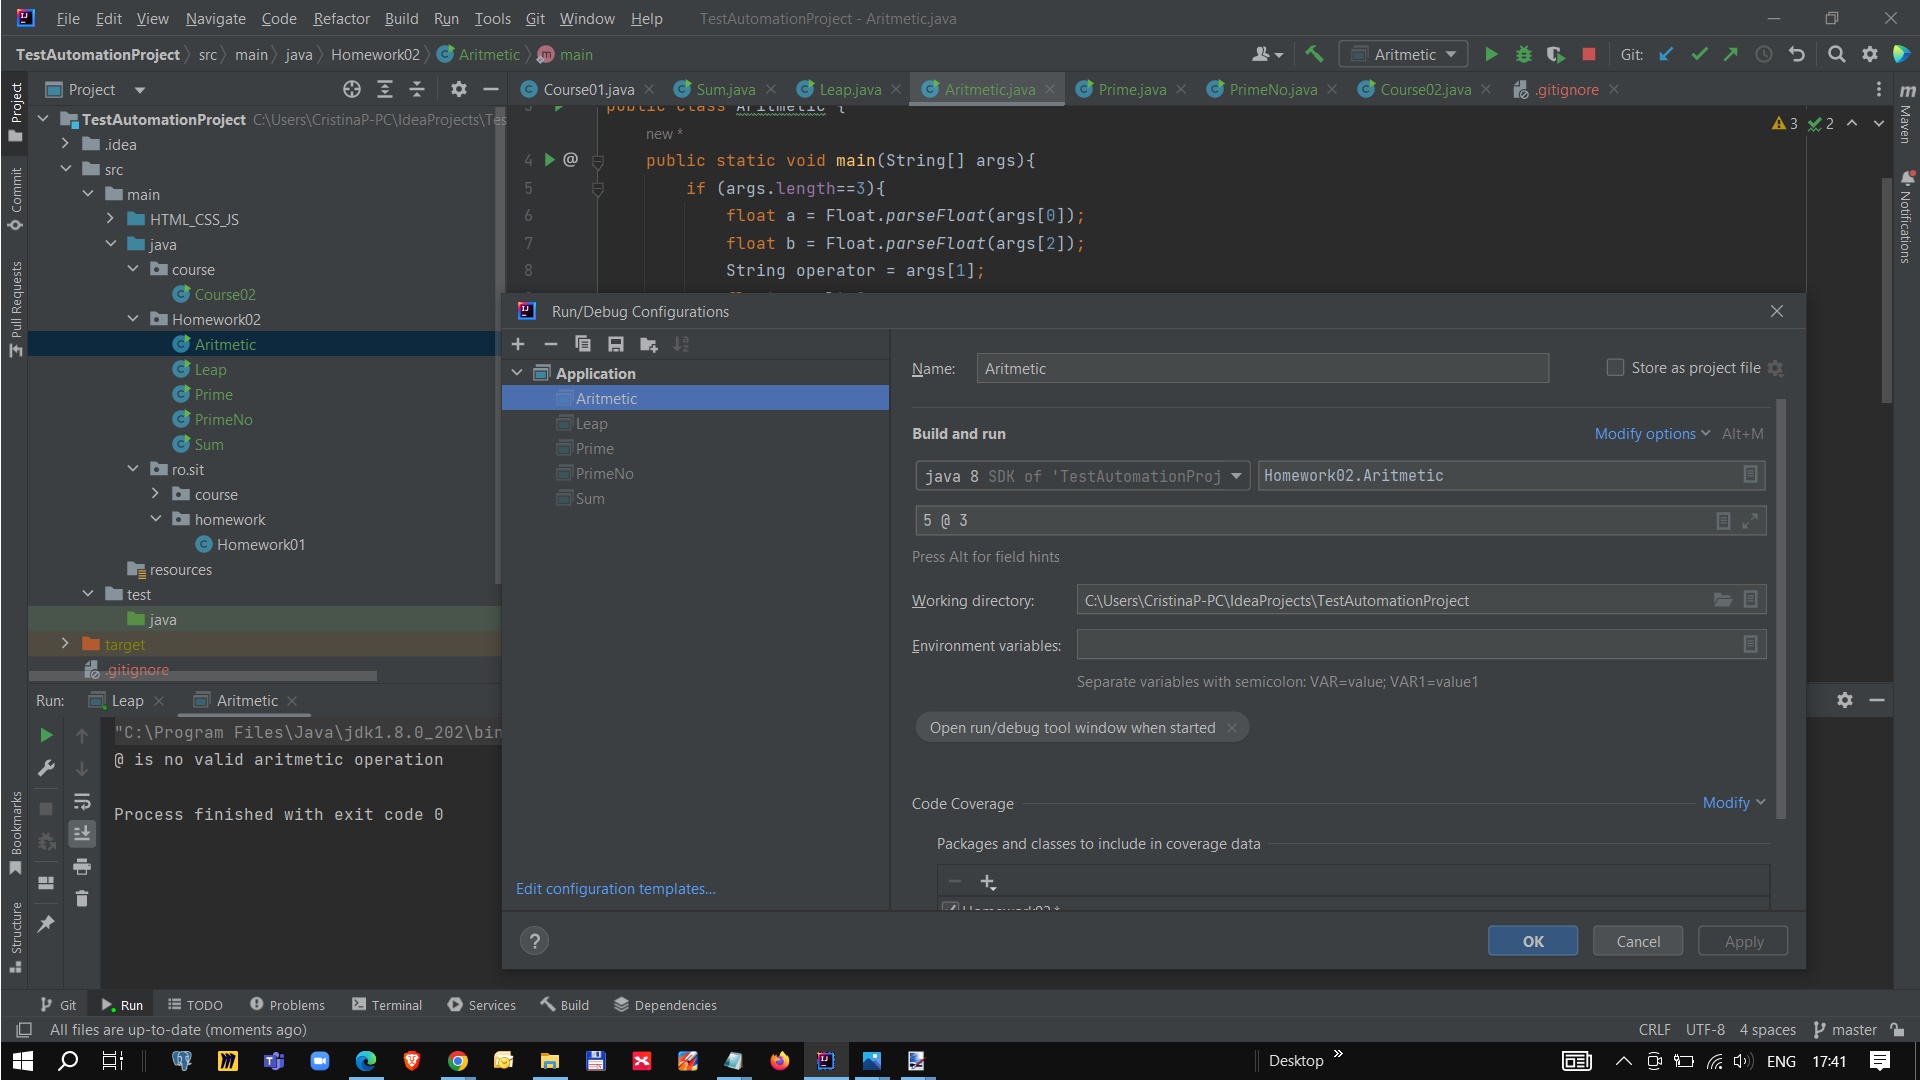 File Edit View Navigate Code Refactor Build Run Tools Git Window Help TestAutomationProject - Aritmetic.java
TestAutomationProject src main java Homework02 Aritmetic main
Aritmetic Git:
Project
Course01.java Sum.java Leap.java Aritmetic.java Prime.java PrimeNo.java Course02.java .gitignore
TestAutomationProject C:\Users\CristinaP-PC\IdeaProjects\Tes
.idea
src
main
HTML_CSS_JS
java
course
Course02
Homework02
Aritmetic
Leap
Prime
PrimeNo
Sum
ro.sit
course
homework
Homework01
resources
test
java
target
.gitignore
Project
Commit
Pull Requests
Bookmarks
Structure
Maven
Notifications
3 public class Aritmetic {
new *
3 2
4 @ public static void main(String[] args){
5 if (args.length==3){
6 float a = Float.parseFloat(args[0]);
7 float b = Float.parseFloat(args[2]);
8 String operator = args[1];
Run/Debug Configurations
Application
Aritmetic
Leap
Prime
PrimeNo
Sum
Edit configuration templates...
Name: Aritmetic
Store as project file
Build and run
Modify options Alt+M
java 8 SDK of 'TestAutomationProj
Homework02.Aritmetic
5 @ 3
Press Alt for field hints
Working directory: C:\Users\CristinaP-PC\IdeaProjects\TestAutomationProject
Environment variables:
Separate variables with semicolon: VAR=value; VAR1=value1
Open run/debug tool window when started
Code Coverage
Modify
Packages and classes to include in coverage data
Homework02.*
?
OK Cancel Apply
Run: Leap Aritmetic
"C:\Program Files\Java\jdk1.8.0_202\bin
@ is no valid aritmetic operation
Process finished with exit code 0
Git Run TODO Problems Terminal Services Build Dependencies
All files are up-to-date (moments ago)
CRLF UTF-8 4 spaces master
Desktop
ENG 17:41